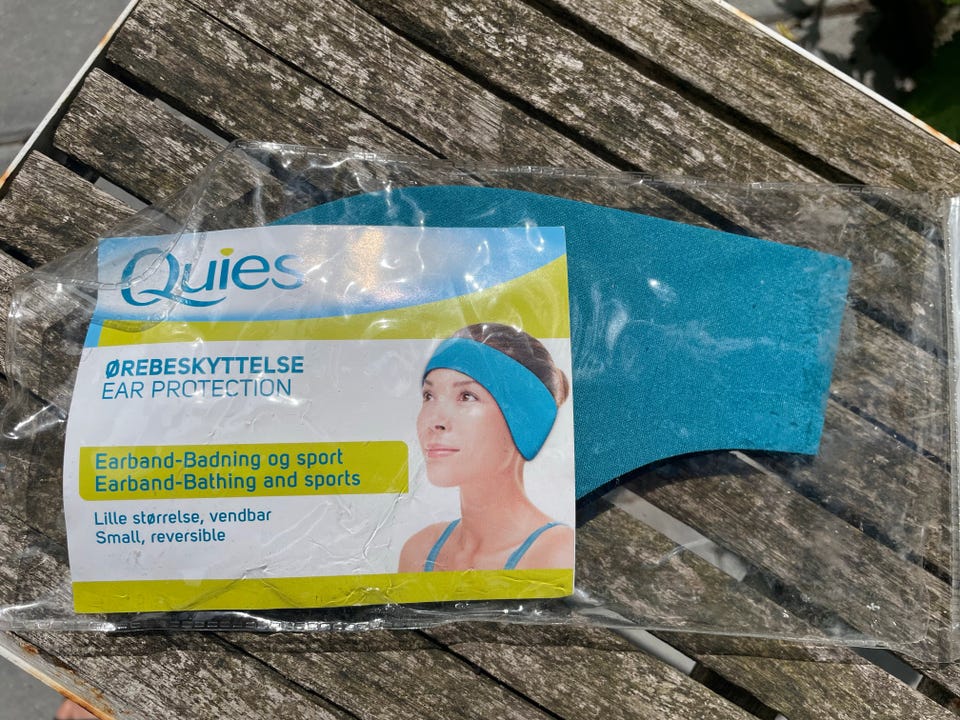 Quies
ØREBESKYTTELSE
EAR PROTECTION
Earband-Badning og sport
Earband-Bathing and sports
Lille størrelse, vendbar
Small, reversible